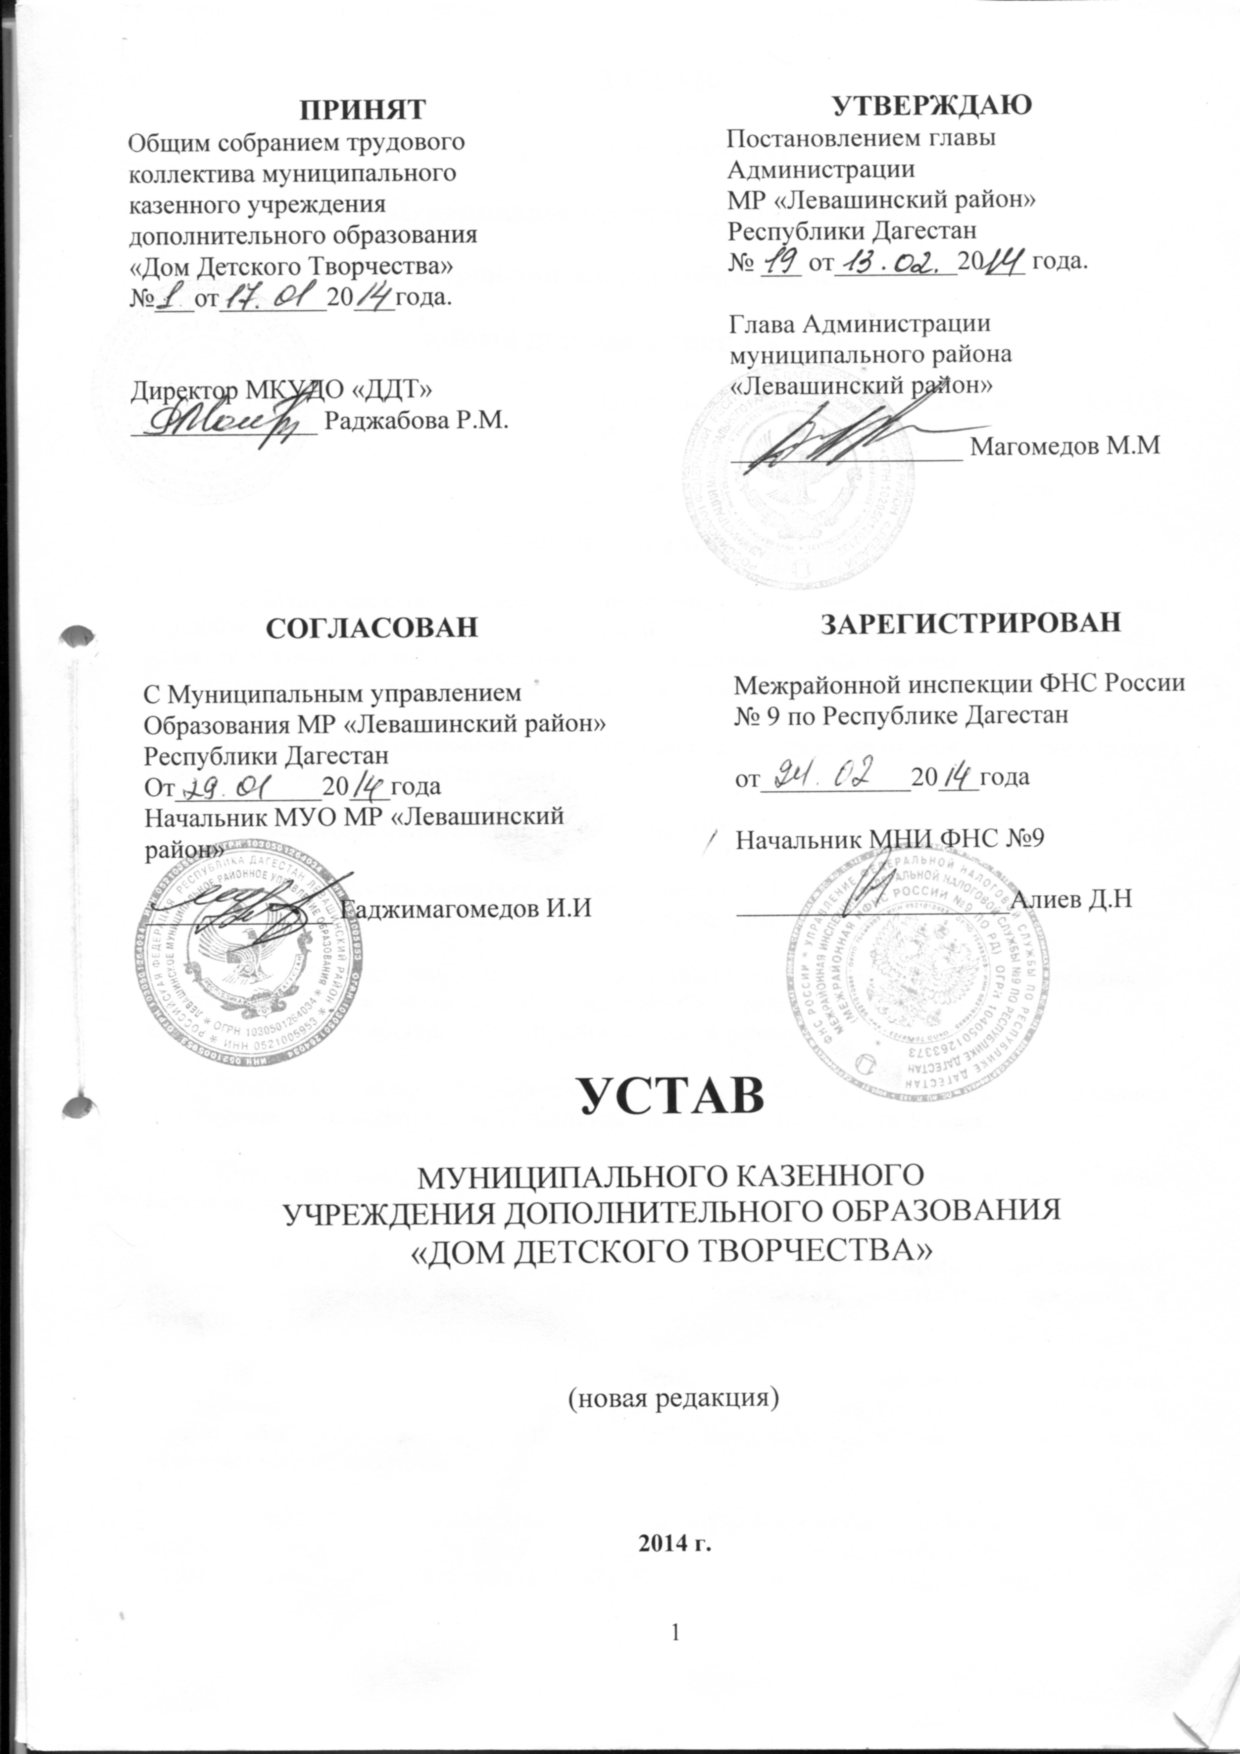 ПРИНЯТ
Общим собранием трудового
коллектива муниципального
казенного учреждения
дополнительного образования
«Дом Детского Творчества»
№ 1 от 17.01 2014 года.
Директор МКУДО «ДДТ»
Раджабова Р.М.
УТВЕРЖДАЮ
Постановлением главы
Администрации
МР «Левашинский район»
Республики Дагестан
№ 19 от 13.02. 2014 года.
Глава Администрации
муниципального района
«Левашинский район»
Магомедов М.М
СОГЛАСОВАН
С Муниципальным управлением
Образования МР «Левашинский район»
Республики Дагестан
От 29.01 2014 года
Начальник МУО МР «Левашинский
район»
Гаджимагомедов И.И
ЗАРЕГИСТРИРОВАН
Межрайонной инспекции ФНС России
№ 9 по Республике Дагестан
от 24.02 2014 года
Начальник МНИ ФНС №9
Алиев Д.Н
УСТАВ
МУНИЦИПАЛЬНОГО КАЗЕННОГО
УЧРЕЖДЕНИЯ ДОПОЛНИТЕЛЬНОГО ОБРАЗОВАНИЯ
«ДОМ ДЕТСКОГО ТВОРЧЕСТВА»
(новая редакция)
2014 г.
1